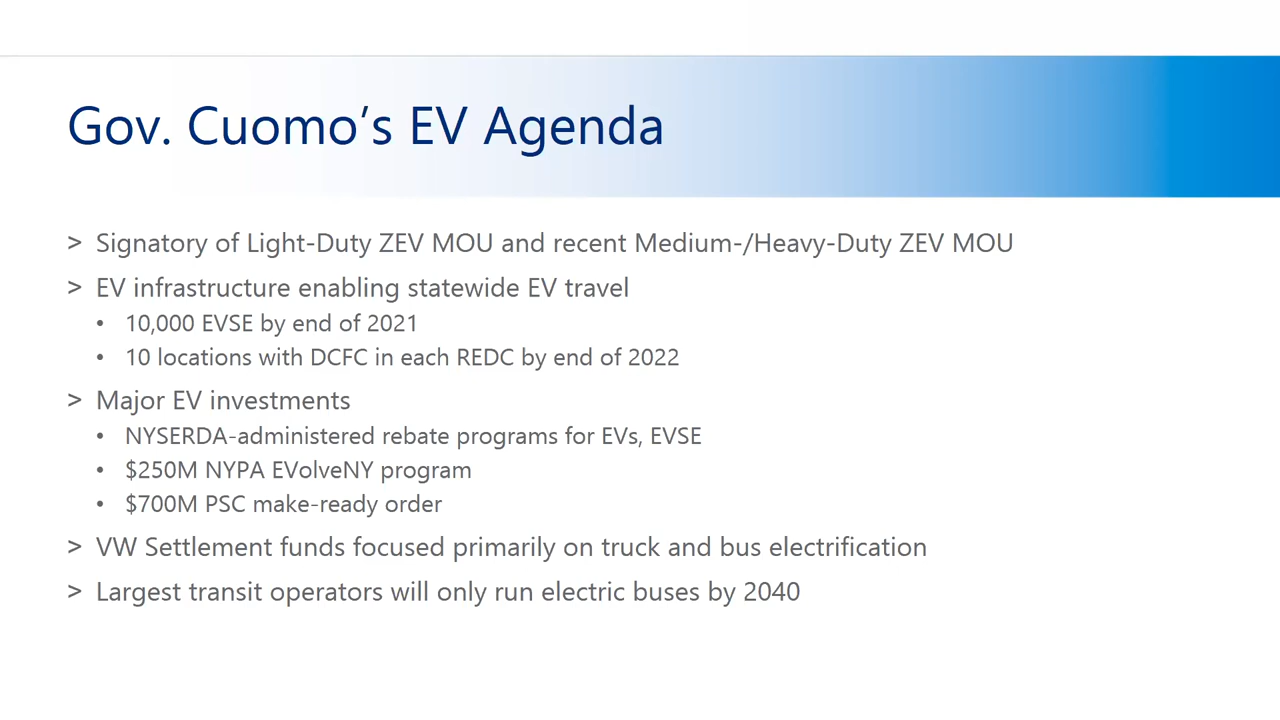 Gov. Cuomo’s EV Agenda
> Signatory of Light-Duty ZEV MOU and recent Medium-/Heavy-Duty ZEV MOU
> EV infrastructure enabling statewide EV travel
• 10,000 EVSE by end of 2021
• 10 locations with DCFC in each REDC by end of 2022
> Major EV investments
• NYSERDA-administered rebate programs for EVs, EVSE
• $250M NYPA EVolveNY program
• $700M PSC make-ready order
> VW Settlement funds focused primarily on truck and bus electrification
> Largest transit operators will only run electric buses by 2040